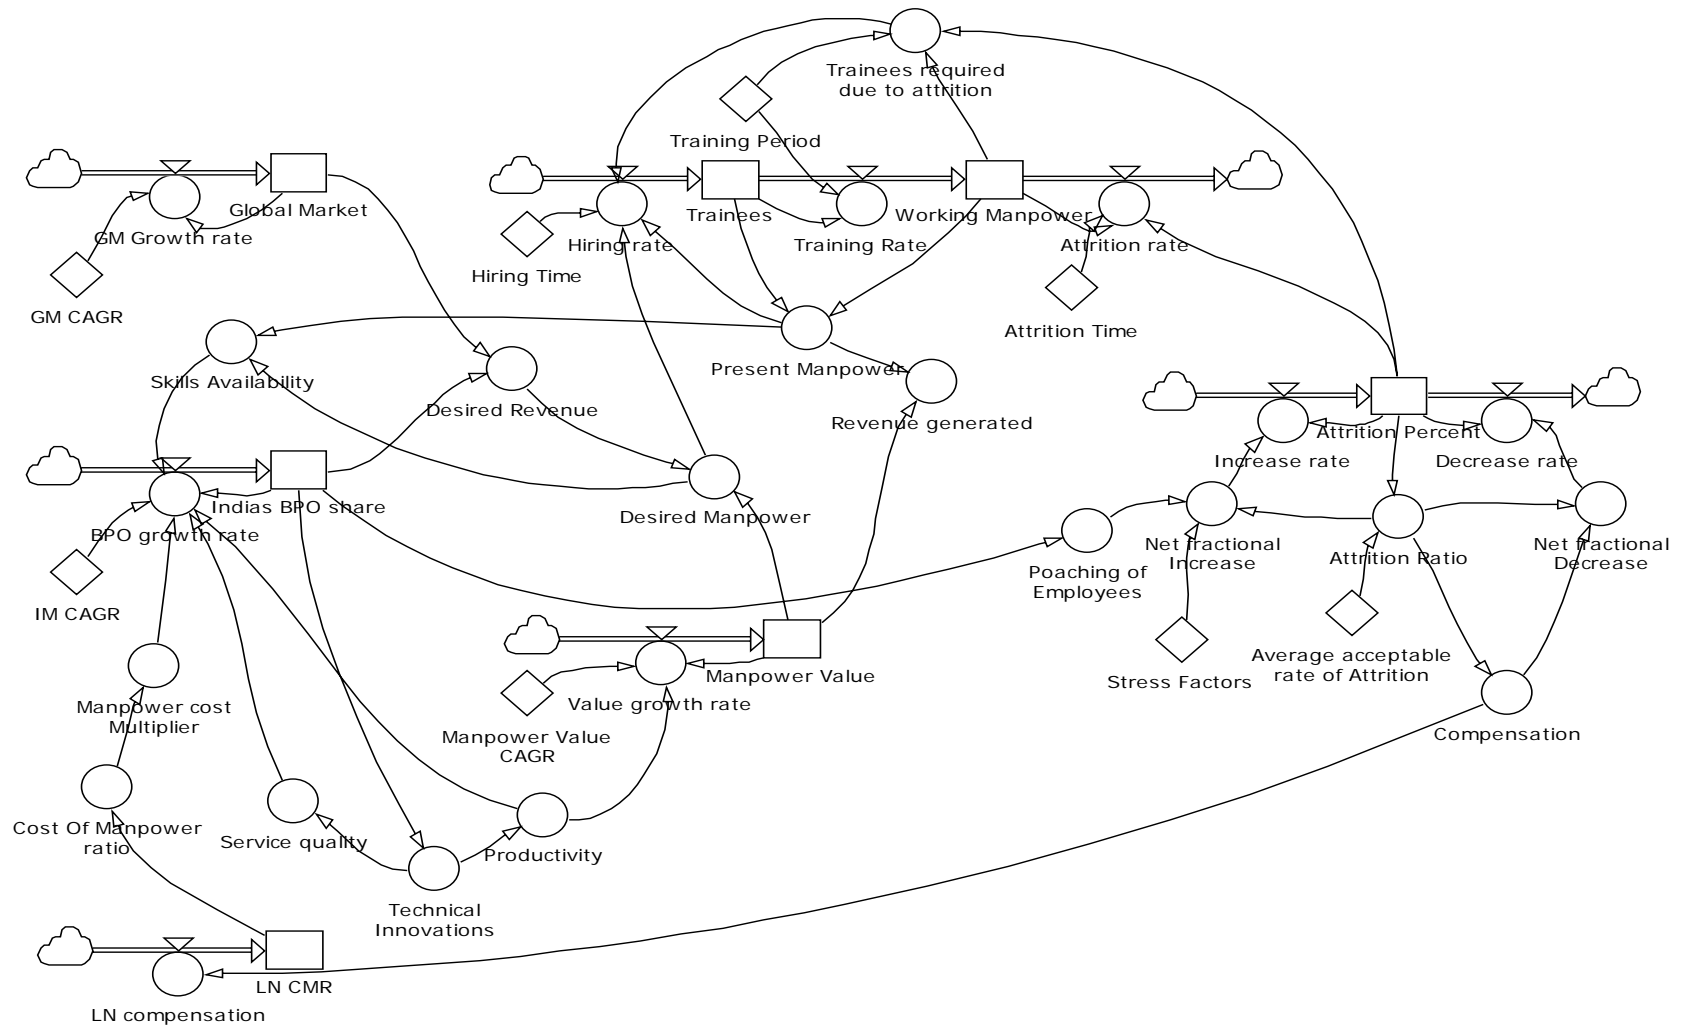 Trainees required
due to attrition
Training Period
Global Market
Trainees
Working Manpower
GM Growth rate
Hiring rate
Training Rate
Attrition rate
Hiring Time
GM CAGR
Attrition Time
Present Manpower
Skills Availability
Desired Revenue
Revenue generated
Attrition Percent
Increase rate
Decrease rate
Indias BPO share
Desired Manpower
BPO growth rate
Net fractional
Increase
Attrition Ratio
Net fractional
Decrease
Poaching of
Employees
IM CAGR
Average acceptable
rate of Attrition
Manpower Value
Stress Factors
Manpower cost
Multiplier
Value growth rate
Manpower Value
CAGR
Compensation
Cost Of Manpower
ratio
Service quality
Productivity
Technical
Innovations
LN CMR
LN compensation